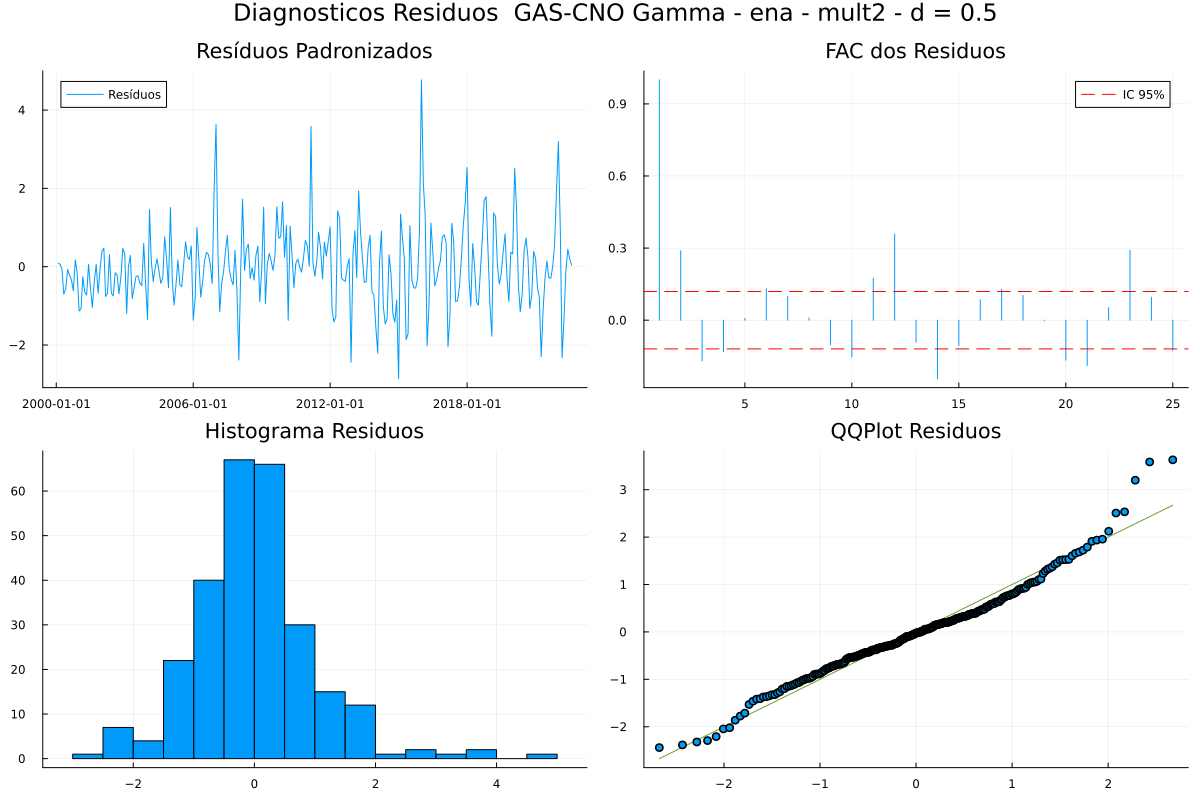 Diagnosticos Residuos  GAS-CNO Gamma - ena - mult2 - d = 0.5
Resíduos Padronizados
Resíduos
4
2
0
−2
2000-01-01 2006-01-01 2012-01-01 2018-01-01
FAC dos Residuos
IC 95%
0.9
0.6
0.3
0.0
5 10 15 20 25
Histograma Residuos
60
50
40
30
20
10
0
−2 0 2 4
QQPlot Residuos
3
2
1
0
−1
−2
−2 −1 0 1 2